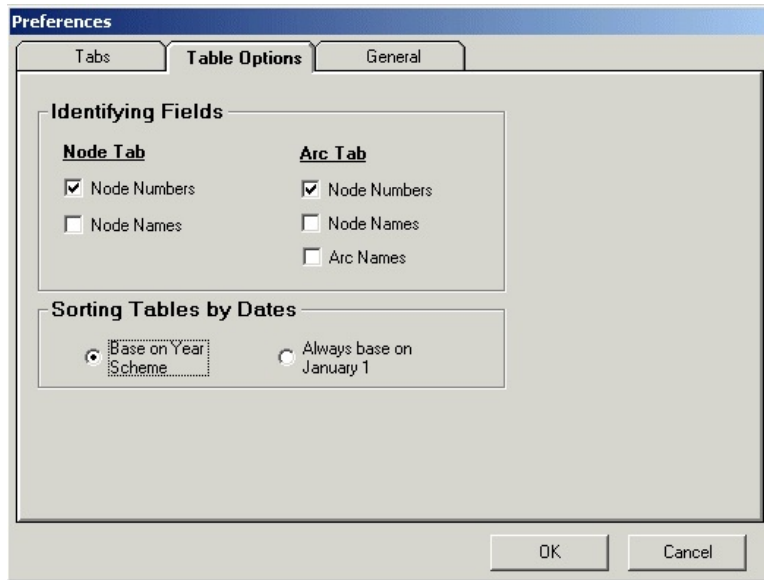 Preferences
Tabs
Table Options
General
Identifying Fields
Node Tab
Node Numbers
Node Names
Arc Tab
Node Numbers
Node Names
Arc Names
Sorting Tables by Dates
Base on Year
Scheme
Always base on
January 1
OK
Cancel